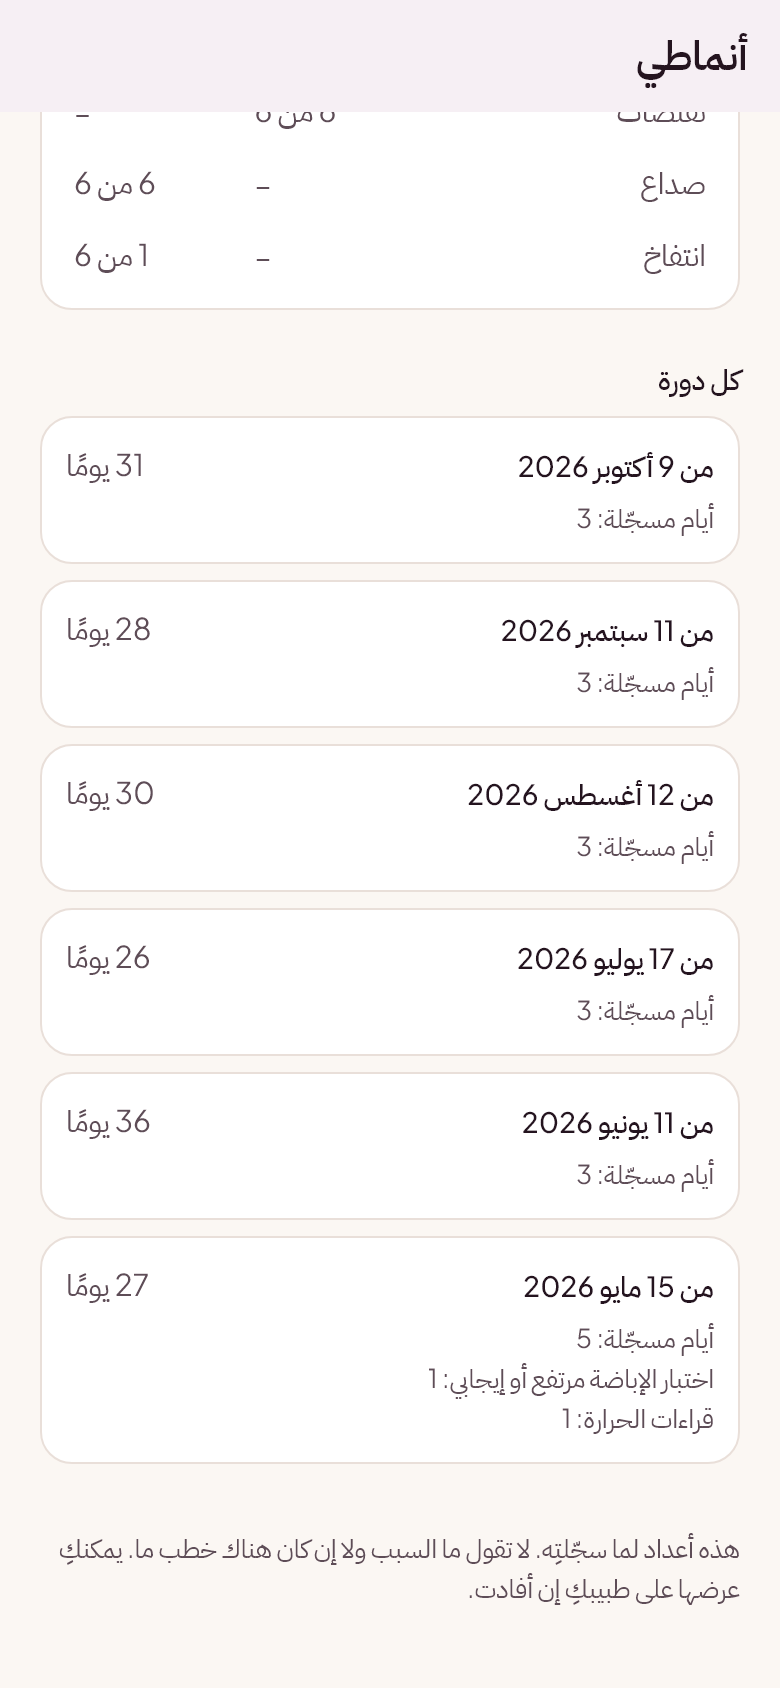 أنماطي
صداع – 6 من 6
انتفاخ – 1 من 6
كل دورة
من 9 أكتوبر 2026 31 يومًا
أيام مسجّلة: 3
من 11 سبتمبر 2026 28 يومًا
أيام مسجّلة: 3
من 12 أغسطس 2026 30 يومًا
أيام مسجّلة: 3
من 17 يوليو 2026 26 يومًا
أيام مسجّلة: 3
من 11 يونيو 2026 36 يومًا
أيام مسجّلة: 3
من 15 مايو 2026 27 يومًا
أيام مسجّلة: 5
اختبار الإباضة مرتفع أو إيجابي: 1
قراءات الحرارة: 1
هذه أعداد لما سجّلتِه. لا تقول ما السبب ولا إن كان هناك خطب ما. يمكنكِ
عرضها على طبيبكِ إن أفادت.